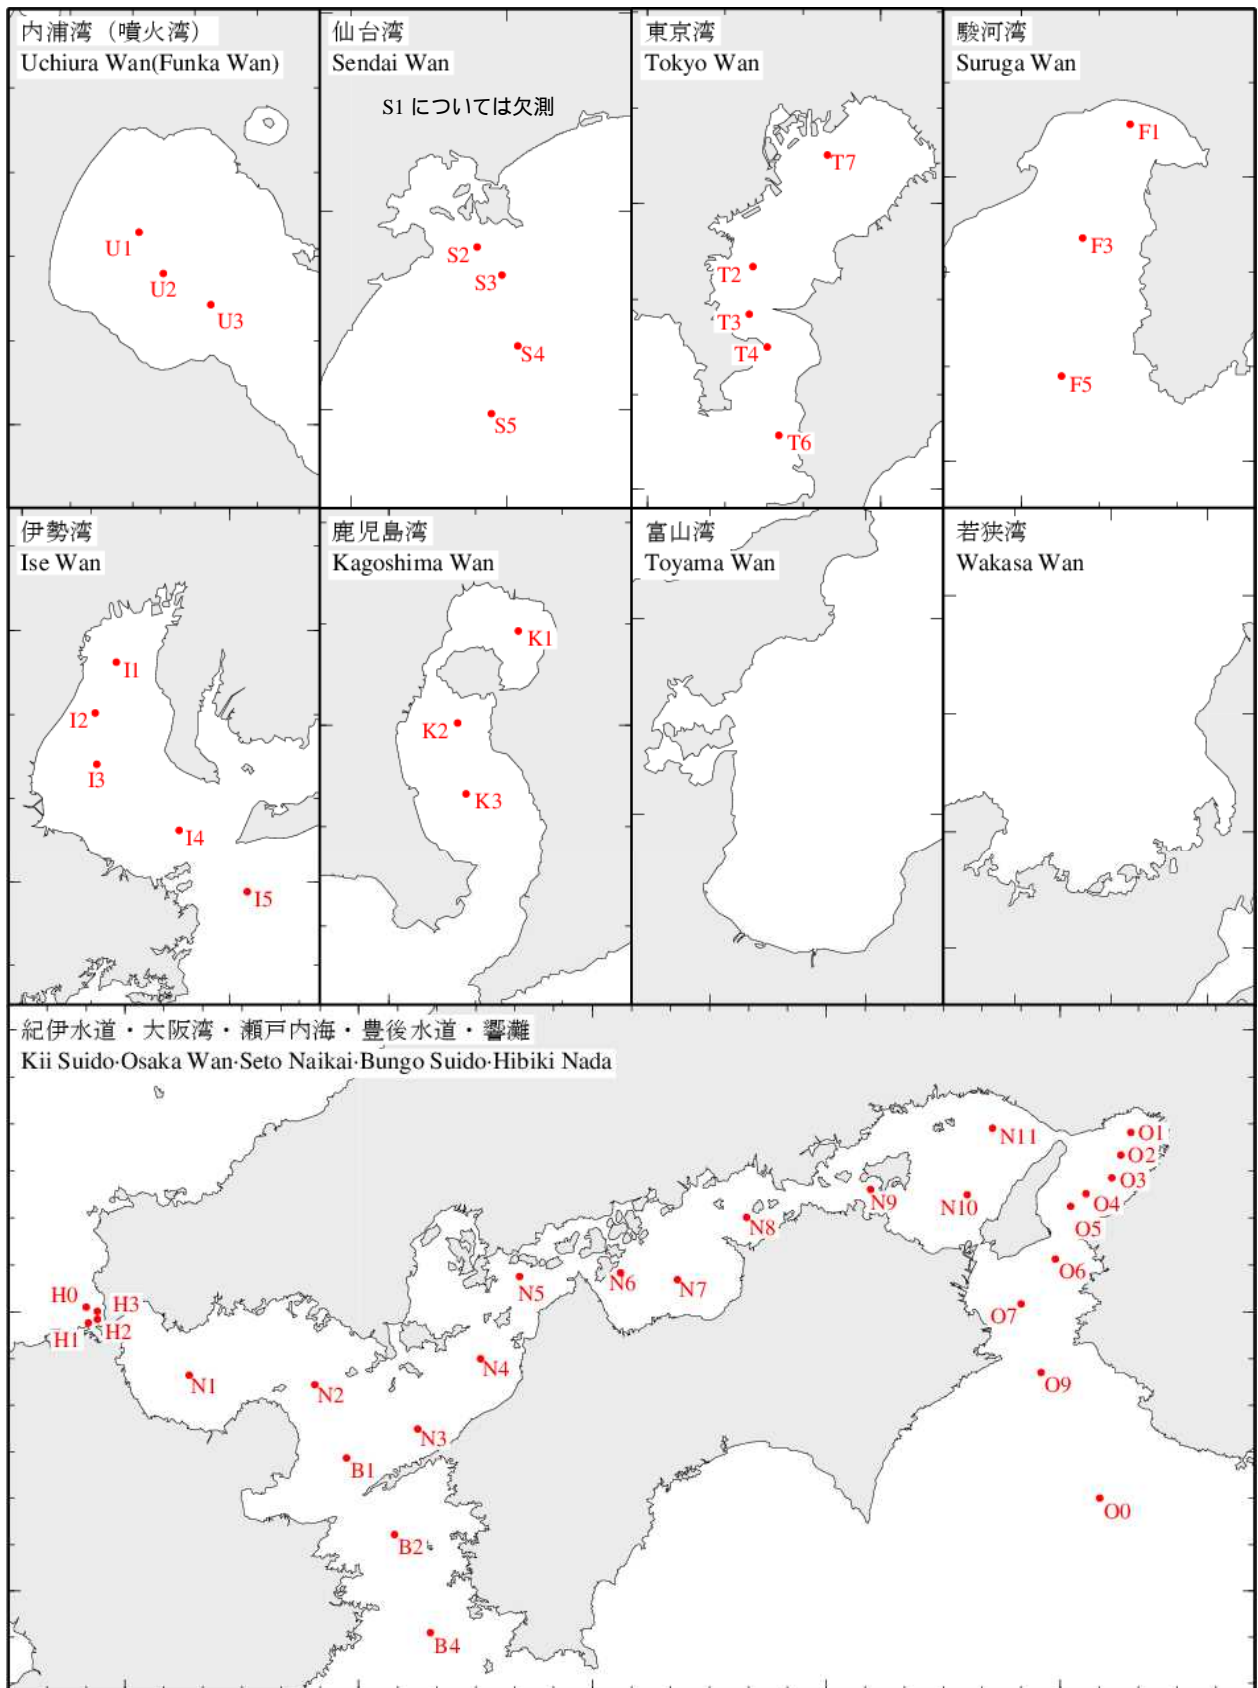 内浦湾（噴火湾）
Uchiura Wan(Funka Wan)
U1
U2
U3
仙台湾
Sendai Wan
S1 については欠測
S2
S3
S4
S5
東京湾
Tokyo Wan
T7
T2
T3
T4
T6
駿河湾
Suruga Wan
F1
F3
F5
伊勢湾
Ise Wan
I1
I2
I3
I4
I5
鹿児島湾
Kagoshima Wan
K1
K2
K3
富山湾
Toyama Wan
若狭湾
Wakasa Wan
紀伊水道・大阪湾・瀬戸内海・豊後水道・響灘
Kii Suido·Osaka Wan·Seto Naikai·Bungo Suido·Hibiki Nada
N11
O1
O2
O3
N9
N10
O4
O5
N8
O6
N5
N6
N7
H0
H3
O7
H1
H2
N4
N1
N2
O9
N3
B1
O0
B2
B4